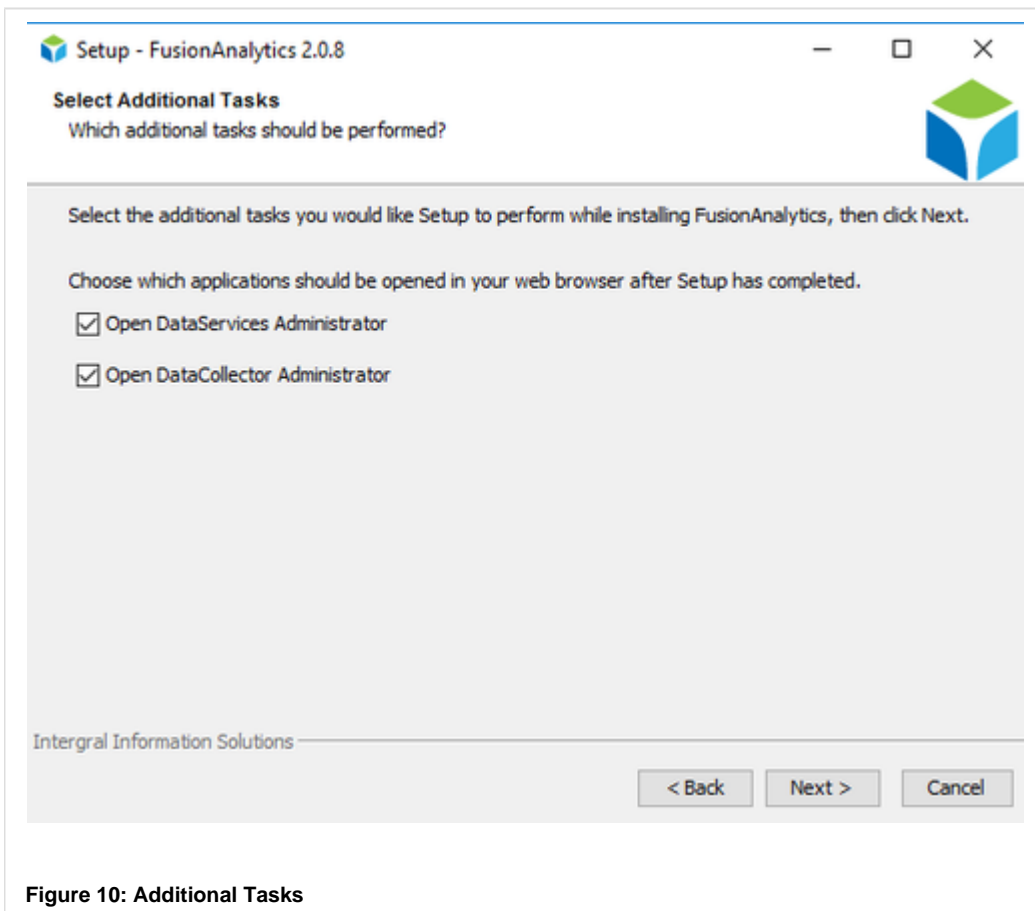 Setup - FusionAnalytics 2.0.8
Select Additional Tasks
Which additional tasks should be performed?
Select the additional tasks you would like Setup to perform while installing FusionAnalytics, then click Next.
Choose which applications should be opened in your web browser after Setup has completed.
Open DataServices Administrator
Open DataCollector Administrator
Intergral Information Solutions
< Back Next > Cancel
Figure 10: Additional Tasks